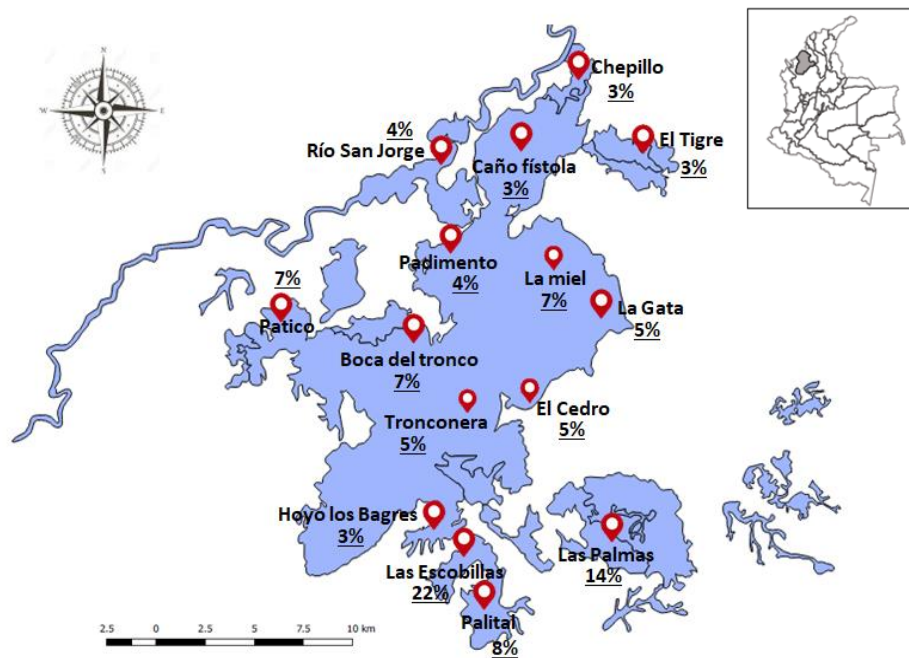 N
W
E
S
Chepillo
3%
4%
Río San Jorge
El Tigre
3%
Caño fístola
3%
Padimento
4%
La miel
7%
7%
Patico
La Gata
5%
Boca del tronco
7%
El Cedro
5%
Tronconera
5%
Hoyo los Bagres
3%
Las Palmas
14%
Las Escobillas
22%
Palital
8%
2.5 0 2.5 5 7.5 10 km